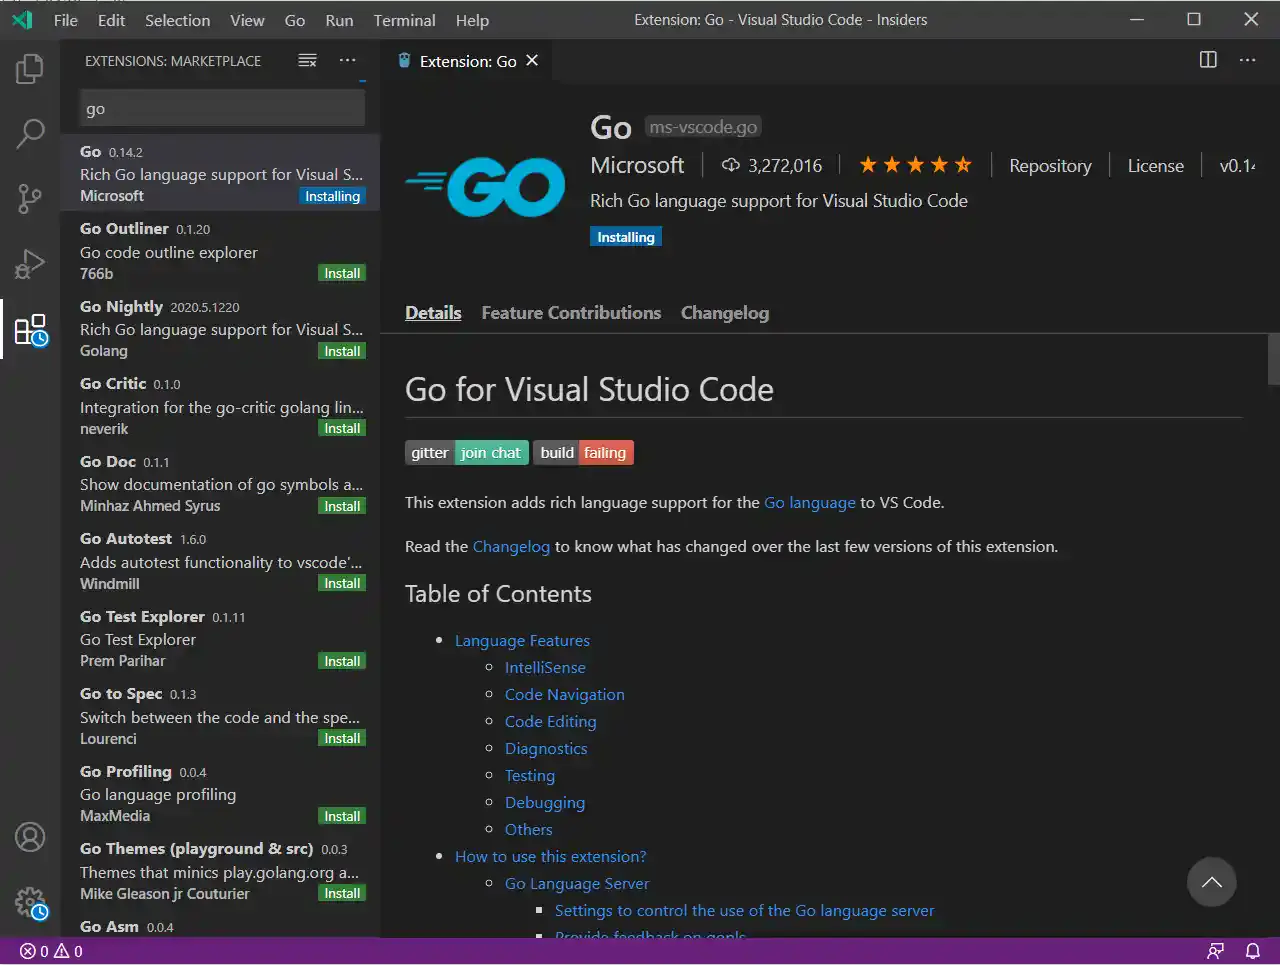 File Edit Selection View Go Run Terminal Help
Extension: Go - Visual Studio Code - Insiders
EXTENSIONS: MARKETPLACE
go
Go 0.14.2
Rich Go language support for Visual S...
Microsoft Installing
Go Outliner 0.1.20
Go code outline explorer
766b Install
Go Nightly 2020.5.1220
Rich Go language support for Visual S...
Golang Install
Go Critic 0.1.0
Integration for the go-critic golang lin...
neverik Install
Go Doc 0.1.1
Show documentation of go symbols a...
Minhaz Ahmed Syrus Install
Go Autotest 1.6.0
Adds autotest functionality to vscode'...
Windmill Install
Go Test Explorer 0.1.11
Go Test Explorer
Prem Parihar Install
Go to Spec 0.1.3
Switch between the code and the spe...
Lourenci Install
Go Profiling 0.0.4
Go language profiling
MaxMedia Install
Go Themes (playground & src) 0.0.3
Themes that minics play.golang.org a...
Mike Gleason jr Couturier Install
Go Asm 0.0.4
Extension: Go
GO
Go ms-vscode.go
Microsoft 3,272,016 Repository License v0.14
Rich Go language support for Visual Studio Code
Installing
Details Feature Contributions Changelog
Go for Visual Studio Code
gitter join chat build failing
This extension adds rich language support for the Go language to VS Code.
Read the Changelog to know what has changed over the last few versions of this extension.
Table of Contents
Language Features
IntelliSense
Code Navigation
Code Editing
Diagnostics
Testing
Debugging
Others
How to use this extension?
Go Language Server
Settings to control the use of the Go language server
Provide feedback on gopls
0 0